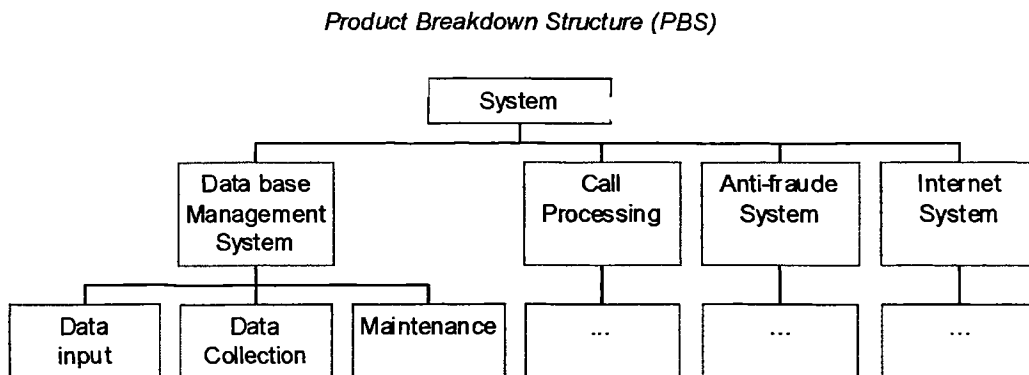 Product Breakdown Structure (PBS)
System
Data base
Management
System
Call
Processing
Anti-fraude
System
Internet
System
Data
input
Data
Collection
Maintenance
...
...
...